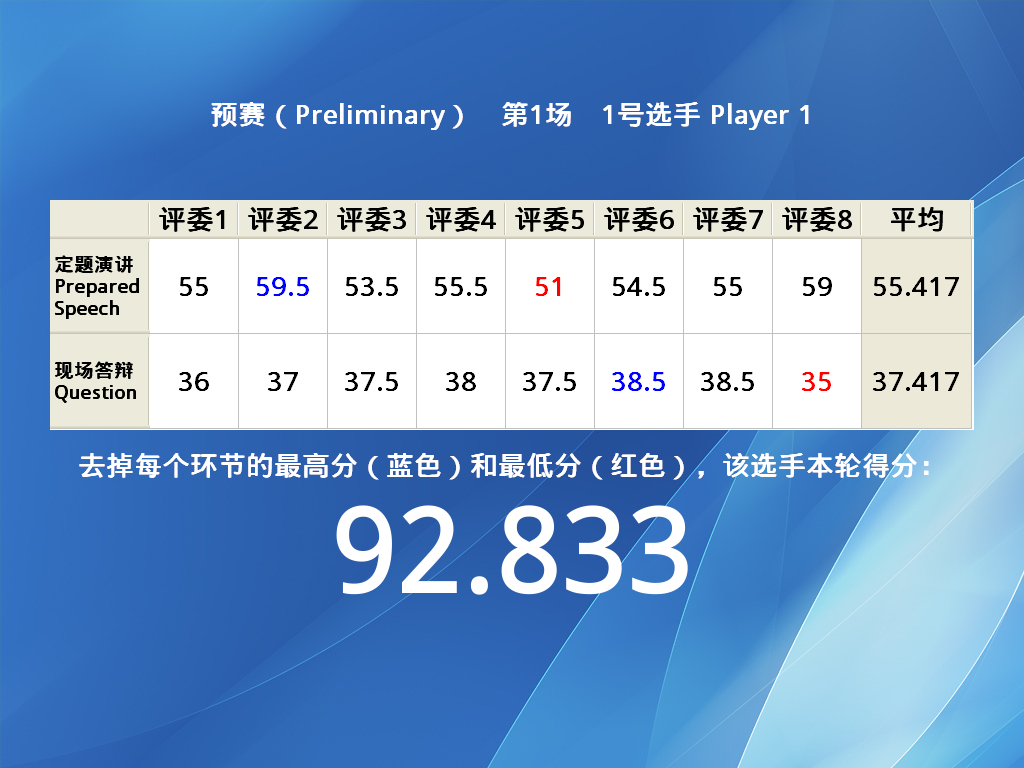 预赛（Preliminary） 第1场 1号选手 Player 1
评委1 评委2 评委3 评委4 评委5 评委6 评委7 评委8 平均
定题演讲
Prepared
Speech
55 59.5 53.5 55.5 51 54.5 55 59 55.417
现场答辩
Question
36 37 37.5 38 37.5 38.5 38.5 35 37.417
去掉每个环节的最高分（蓝色）和最低分（红色），该选手本轮得分：
92.833